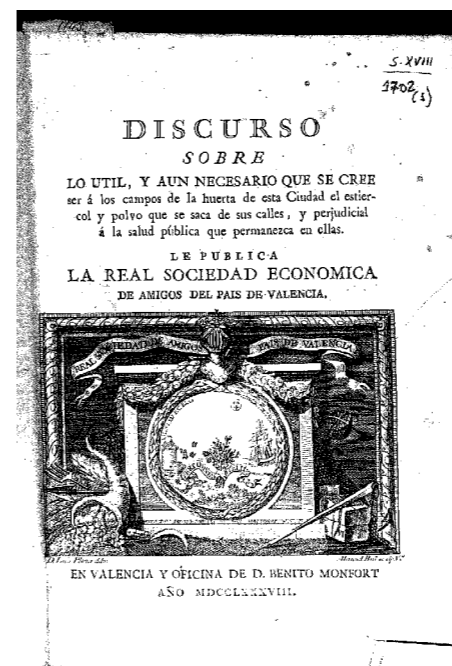 S. XVIII
1702
DISCURSO
SOBRE
LO UTIL, Y AUN NECESARIO QUE SE CREE
ser á los campos de la huerta de esta Ciudad el estier-
col y polvo que se saca de sus calles, y perjudicial
á la salud pública que permanezca en ellas.
LE PUBLICA
LA REAL SOCIEDAD ECONOMICA
DE AMIGOS DEL PAIS DE VALENCIA,
REAL SOCIEDAD DE AMIGOS
PAIS DE VALENCIA
EN VALENCIA Y OFICINA DE D. BENITO MONFORT
AÑO MDCCLXXXVIII.